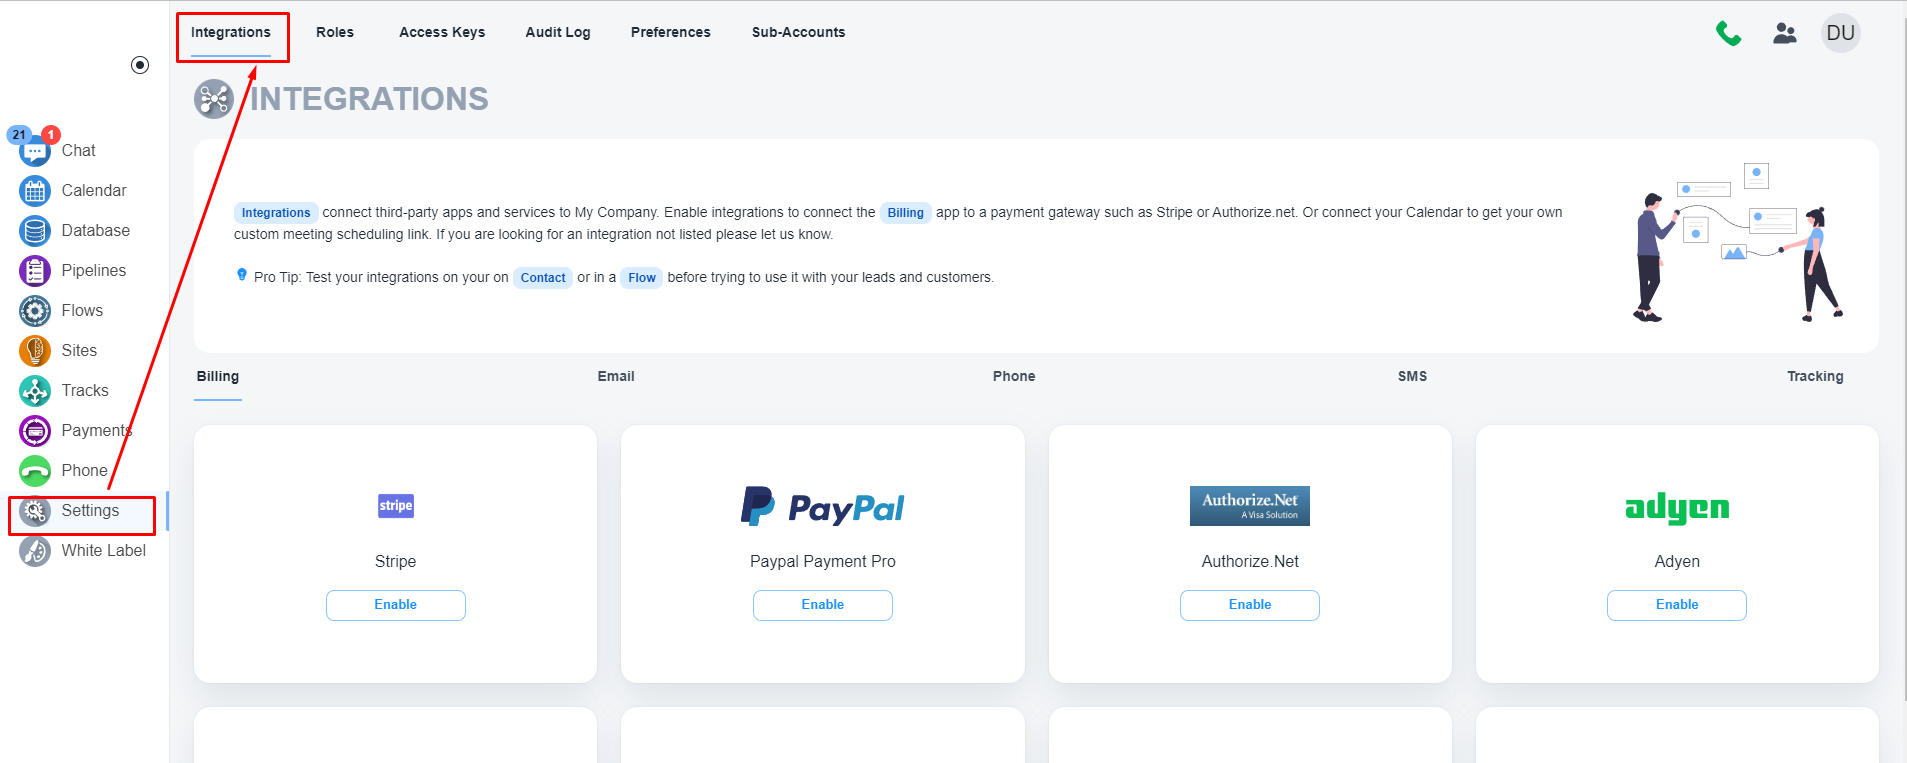 Integrations Roles Access Keys Audit Log Preferences Sub-Accounts DU
INTEGRATIONS
21 1
Chat
Calendar
Database
Pipelines
Flows
Sites
Tracks
Payments
Phone
Settings
White Label
Integrations connect third-party apps and services to My Company. Enable integrations to connect the Billing app to a payment gateway such as Stripe or Authorize.net. Or connect your Calendar to get your own
custom meeting scheduling link. If you are looking for an integration not listed please let us know.
Pro Tip: Test your integrations on your on Contact or in a Flow before trying to use it with your leads and customers.
Billing Email Phone SMS Tracking
stripe
Stripe
Enable
PayPal
Paypal Payment Pro
Enable
Authorize.Net
A Visa Solution
Authorize.Net
Enable
adyen
Adyen
Enable